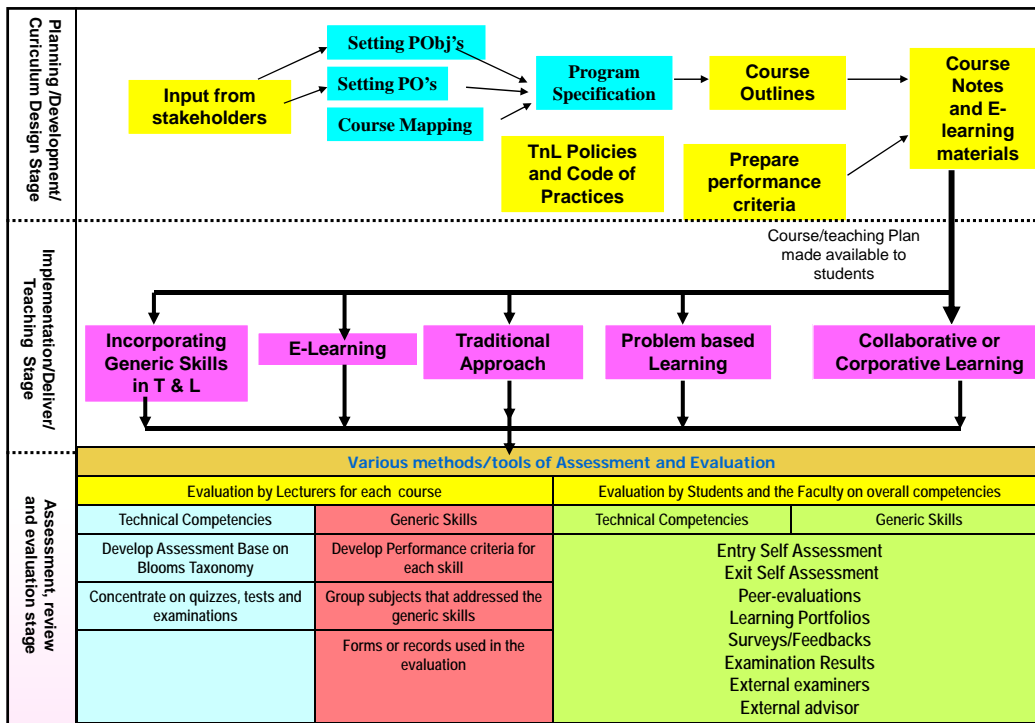 Planning /Development/
Curiculum Design Stage
Setting PObj's
Setting PO's
Course Mapping
Input from
stakeholders
Program
Specification
Course
Outlines
Course
Notes
and E-
learning
materials
TnL Policies
and Code of
Practices
Prepare
performance
criteria
Implementation/Deliver/
Teaching Stage
Course/teaching Plan
made available to
students
Incorporating
Generic Skills
in T & L
E-Learning
Traditional
Approach
Problem based
Learning
Collaborative or
Corporative Learning
Assessment, review
and evaluation stage
Various methods/tools of Assessment and Evaluation
Evaluation by Lecturers for each course
Evaluation by Students and the Faculty on overall competencies
Technical Competencies
Generic Skills
Technical Competencies
Generic Skills
Develop Assessment Base on
Blooms Taxonomy
Develop Performance criteria for
each skill
Concentrate on quizzes, tests and
examinations
Group subjects that addressed the
generic skills
Forms or records used in the
evaluation
Entry Self Assessment
Exit Self Assessment
Peer-evaluations
Learning Portfolios
Surveys/Feedbacks
Examination Results
External examiners
External advisor